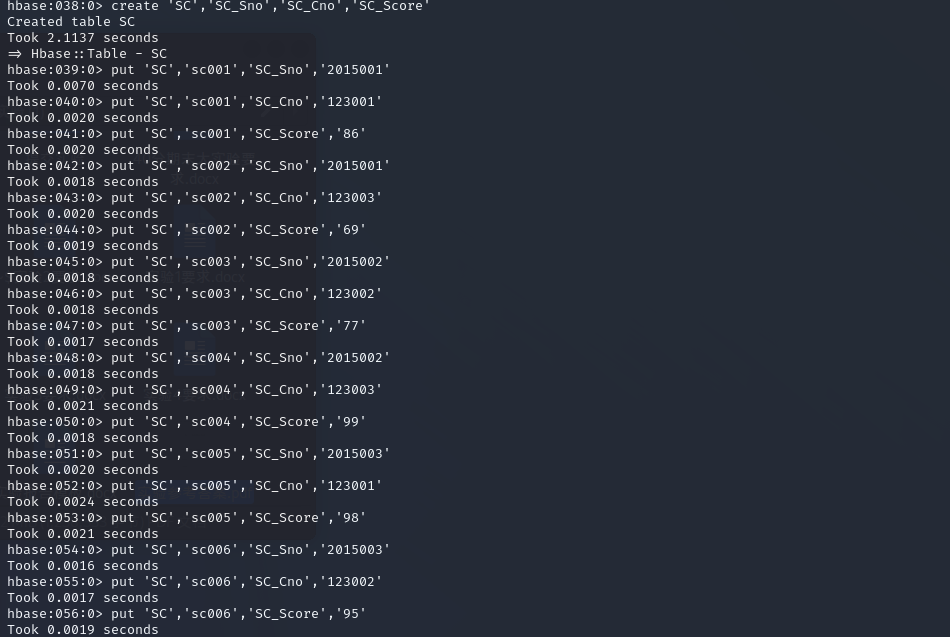 hbase:038:0> create 'SC','SC_Sno','SC_Cno','SC_Score'
Created table SC
Took 2.1137 seconds
=> Hbase::Table - SC
hbase:039:0> put 'SC','sc001','SC_Sno','2015001'
Took 0.0070 seconds
hbase:040:0> put 'SC','sc001','SC_Cno','123001'
Took 0.0020 seconds
hbase:041:0> put 'SC','sc001','SC_Score','86'
Took 0.0020 seconds
hbase:042:0> put 'SC','sc002','SC_Sno','2015001'
Took 0.0018 seconds
hbase:043:0> put 'SC','sc002','SC_Cno','123003'
Took 0.0020 seconds
hbase:044:0> put 'SC','sc002','SC_Score','69'
Took 0.0019 seconds
hbase:045:0> put 'SC','sc003','SC_Sno','2015002'
Took 0.0018 seconds
hbase:046:0> put 'SC','sc003','SC_Cno','123002'
Took 0.0018 seconds
hbase:047:0> put 'SC','sc003','SC_Score','77'
Took 0.0017 seconds
hbase:048:0> put 'SC','sc004','SC_Sno','2015002'
Took 0.0018 seconds
hbase:049:0> put 'SC','sc004','SC_Cno','123003'
Took 0.0021 seconds
hbase:050:0> put 'SC','sc004','SC_Score','99'
Took 0.0018 seconds
hbase:051:0> put 'SC','sc005','SC_Sno','2015003'
Took 0.0020 seconds
hbase:052:0> put 'SC','sc005','SC_Cno','123001'
Took 0.0024 seconds
hbase:053:0> put 'SC','sc005','SC_Score','98'
Took 0.0021 seconds
hbase:054:0> put 'SC','sc006','SC_Sno','2015003'
Took 0.0016 seconds
hbase:055:0> put 'SC','sc006','SC_Cno','123002'
Took 0.0017 seconds
hbase:056:0> put 'SC','sc006','SC_Score','95'
Took 0.0019 seconds